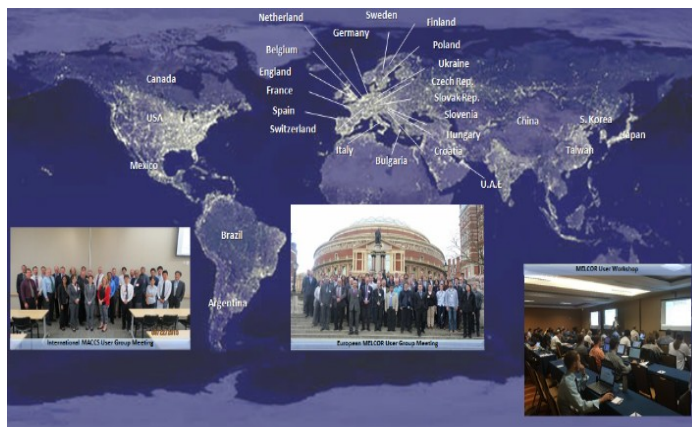 Netherland
Sweden
Finland
Germany
Poland
Belgium
Ukraine
England
Czech Rep.
Canada
France
Slovak Rep.
Spain
Slovenia
USA
China
S. Korea
Switzerland
Hungary
Japan
Italy
Croatia
Taiwan
Mexico
Bulgaria
U.A.E
Brazil
Argentina
MELCOR User Workshop
International MACCS User Group Meeting
European MELCOR User Group Meeting